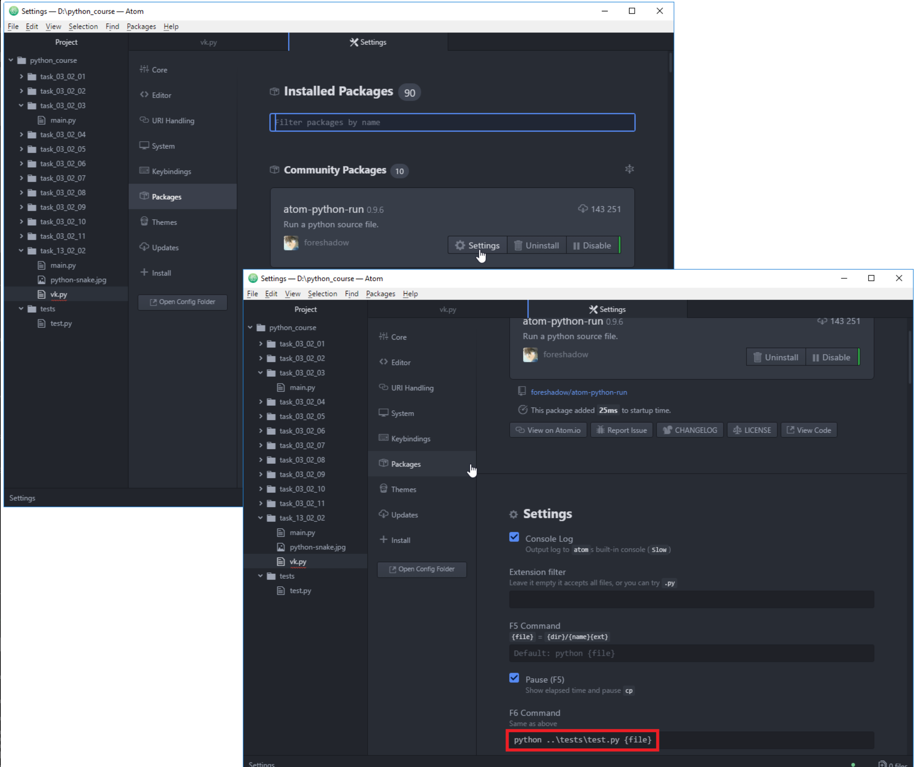 Settings — D:\python_course — Atom
File Edit View Selection Find Packages Help
Project
vk.py
Settings
python_course
task_03_02_01
task_03_02_02
task_03_02_03
main.py
task_03_02_04
task_03_02_05
task_03_02_06
task_03_02_07
task_03_02_08
task_03_02_09
task_03_02_10
task_03_02_11
task_13_02_02
main.py
python-snake.jpg
vk.py
tests
test.py
Core
Editor
URI Handling
System
Keybindings
Packages
Themes
Updates
Install
Open Config Folder
Installed Packages 90
Filter packages by name
Community Packages 10
atom-python-run 0.9.6
143 251
Run a python source file.
foreshadow
Settings
Uninstall
Disable
Settings
Settings — D:\python_course — Atom
File Edit View Selection Find Packages Help
Project
vk.py
Settings
python_course
task_03_02_01
task_03_02_02
task_03_02_03
main.py
task_03_02_04
task_03_02_05
task_03_02_06
task_03_02_07
task_03_02_08
task_03_02_09
task_03_02_10
task_03_02_11
task_13_02_02
main.py
python-snake.jpg
vk.py
tests
test.py
Core
Editor
URI Handling
System
Keybindings
Packages
Themes
Updates
Install
Open Config Folder
atom-python-run 0.9.6
143 251
Run a python source file.
foreshadow
Uninstall
Disable
foreshadow/atom-python-run
This package added 25ms to startup time.
View on Atom.io
Report Issue
CHANGELOG
LICENSE
View Code
Settings
Console Log
Output log to atom's built-in console (Slow)
Extension filter
Leave it empty it accepts all files, or you can try .py
F5 Command
{file} = {dir}/{name}{ext}
Default: python {file}
Pause (F5)
Show elapsed time and pause cp
F6 Command
Same as above
python ..\tests\test.py {file}
Settings
0 files